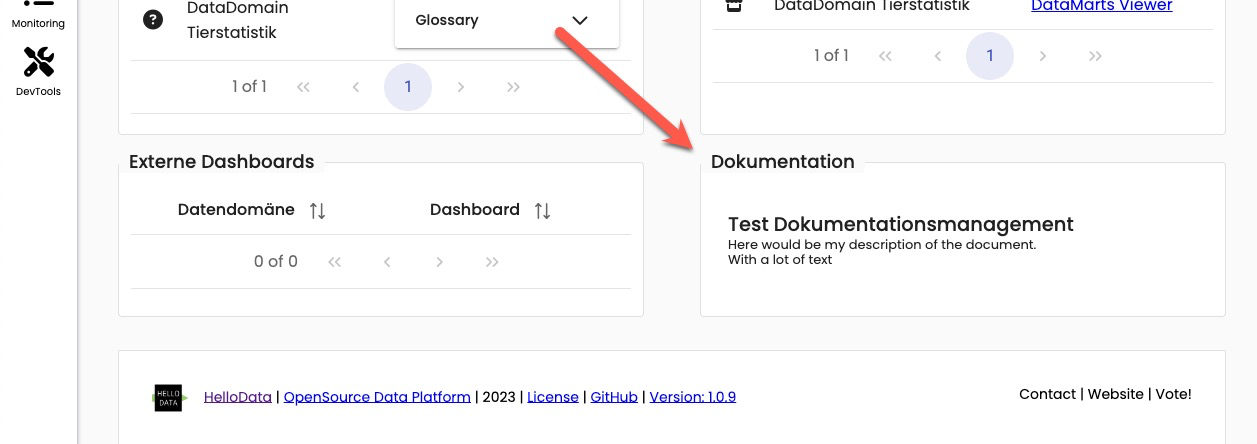 Monitoring
DevTools
DataDomain
Tierstatistik
Glossary
1 of 1
1
DataDomain Tierstatistik DataMarts Viewer
1 of 1
1
Externe Dashboards
Datendomäne Dashboard
0 of 0
Dokumentation
Test Dokumentationsmanagement
Here would be my description of the document.
With a lot of text
HELLO
DATA
HelloData | OpenSource Data Platform | 2023 | License | GitHub | Version: 1.0.9
Contact | Website | Vote!